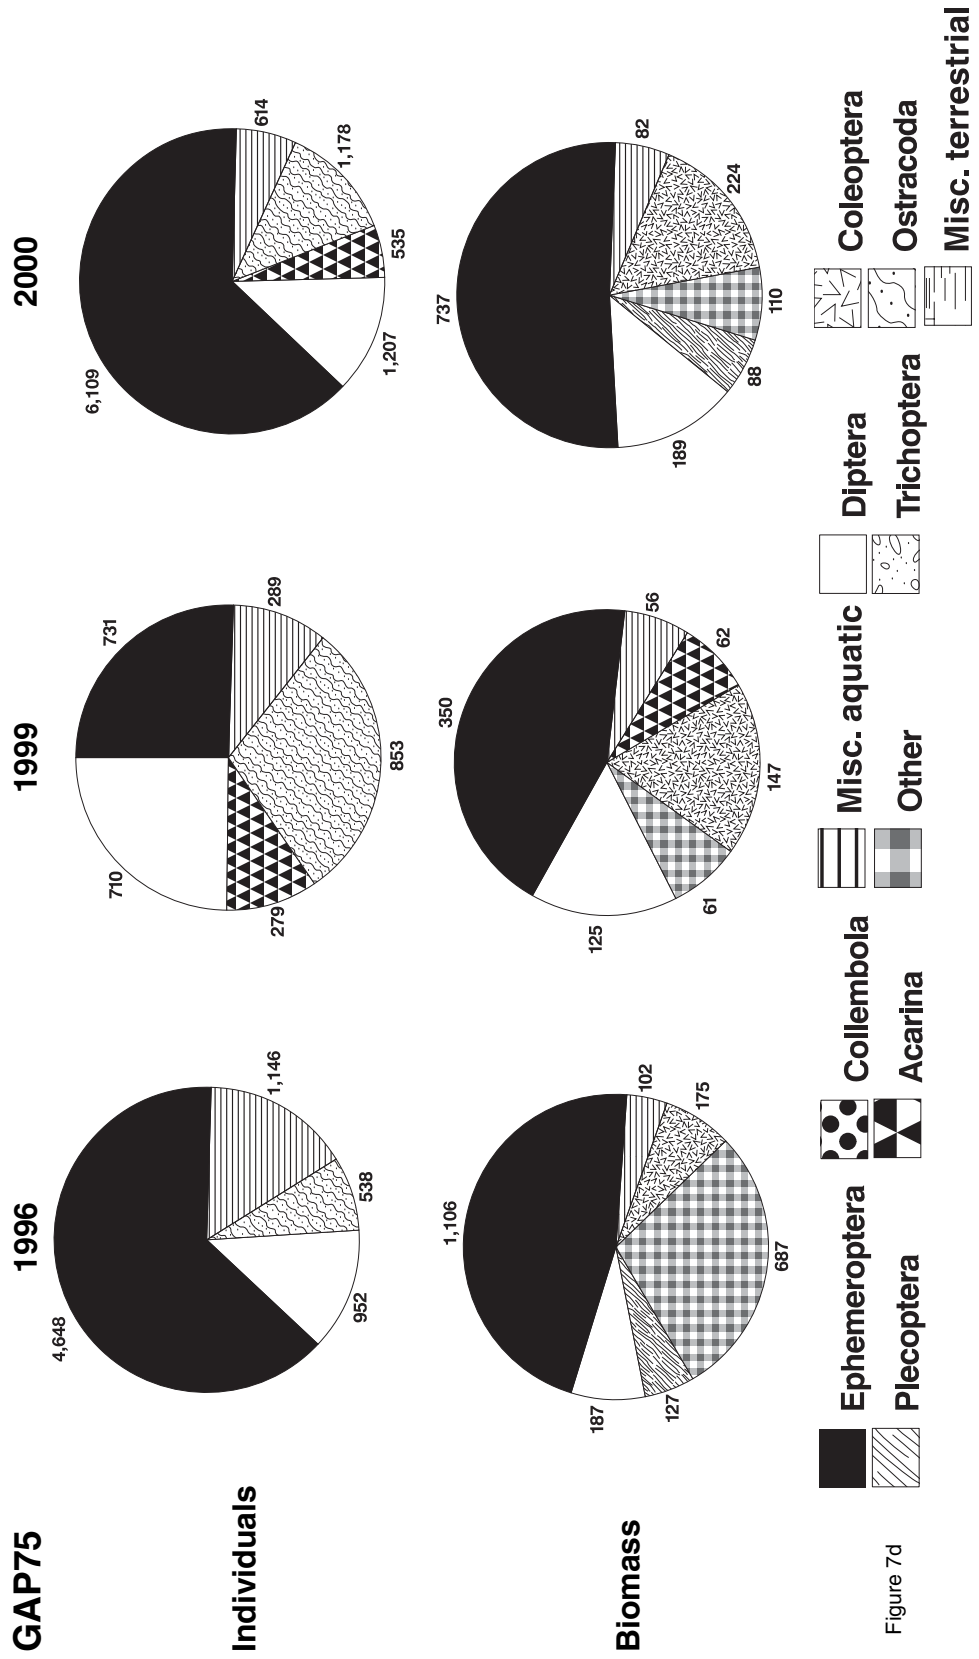 GAP75
1996
1999
2000
Individuals
4,648
1,146
538
952
731
289
853
279
710
6,109
614
1,178
535
1,207
Biomass
1,106
102
175
687
127
187
350
56
62
147
61
125
737
82
224
110
88
189
Ephemeroptera
Collembola
Misc. aquatic
Diptera
Coleoptera
Plecoptera
Acarina
Other
Trichoptera
Ostracoda
Misc. terrestrial
Figure 7d